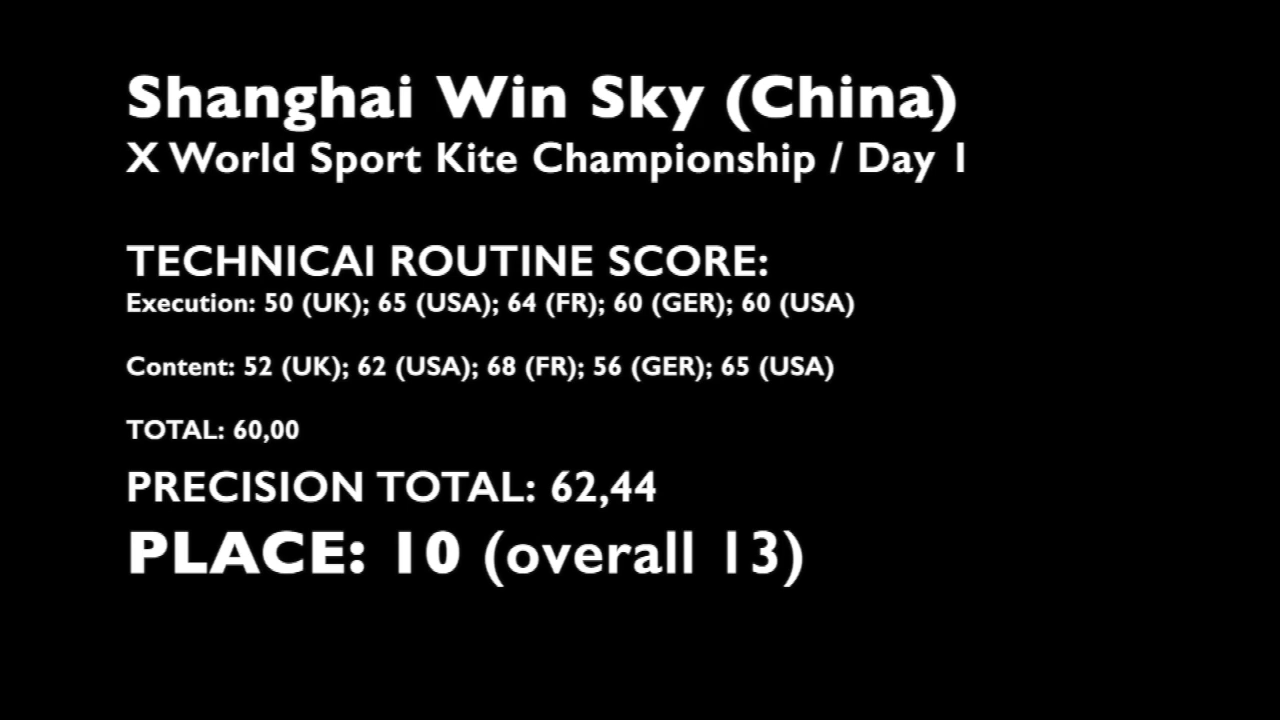 Shanghai Win Sky (China)
X World Sport Kite Championship / Day 1
TECHNICAl ROUTINE SCORE:
Execution: 50 (UK); 65 (USA); 64 (FR); 60 (GER); 60 (USA)
Content: 52 (UK); 62 (USA); 68 (FR); 56 (GER); 65 (USA)
TOTAL: 60,00
PRECISION TOTAL: 62,44
PLACE: 10 (overall 13)